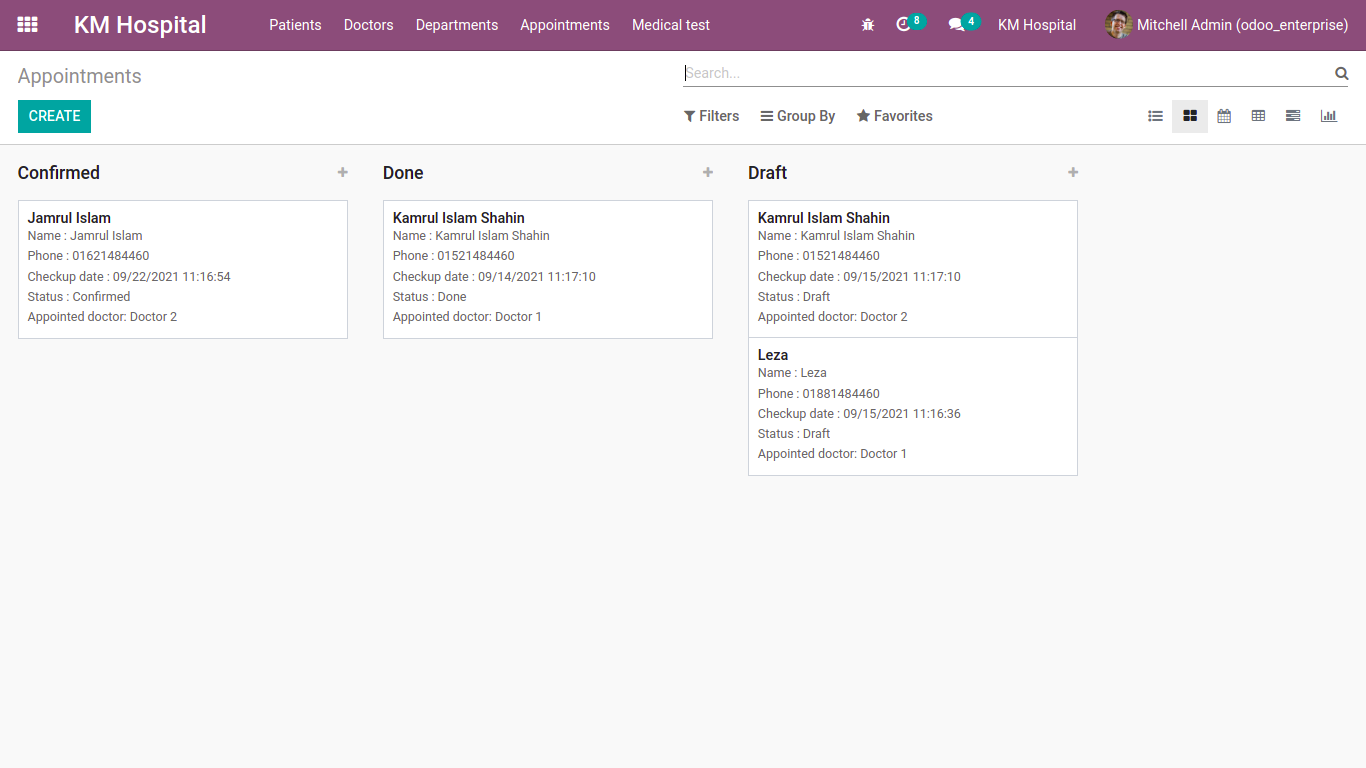 KM Hospital Patients Doctors Departments Appointments Medical test 8 4 KM Hospital Mitchell Admin (odoo_enterprise)
Appointments
Search...
CREATE
Filters Group By Favorites
Confirmed
Jamrul Islam
Name : Jamrul Islam
Phone : 01621484460
Checkup date : 09/22/2021 11:16:54
Status : Confirmed
Appointed doctor: Doctor 2
Done
Kamrul Islam Shahin
Name : Kamrul Islam Shahin
Phone : 01521484460
Checkup date : 09/14/2021 11:17:10
Status : Done
Appointed doctor: Doctor 1
Draft
Kamrul Islam Shahin
Name : Kamrul Islam Shahin
Phone : 01521484460
Checkup date : 09/15/2021 11:17:10
Status : Draft
Appointed doctor: Doctor 2
Leza
Name : Leza
Phone : 01881484460
Checkup date : 09/15/2021 11:16:36
Status : Draft
Appointed doctor: Doctor 1